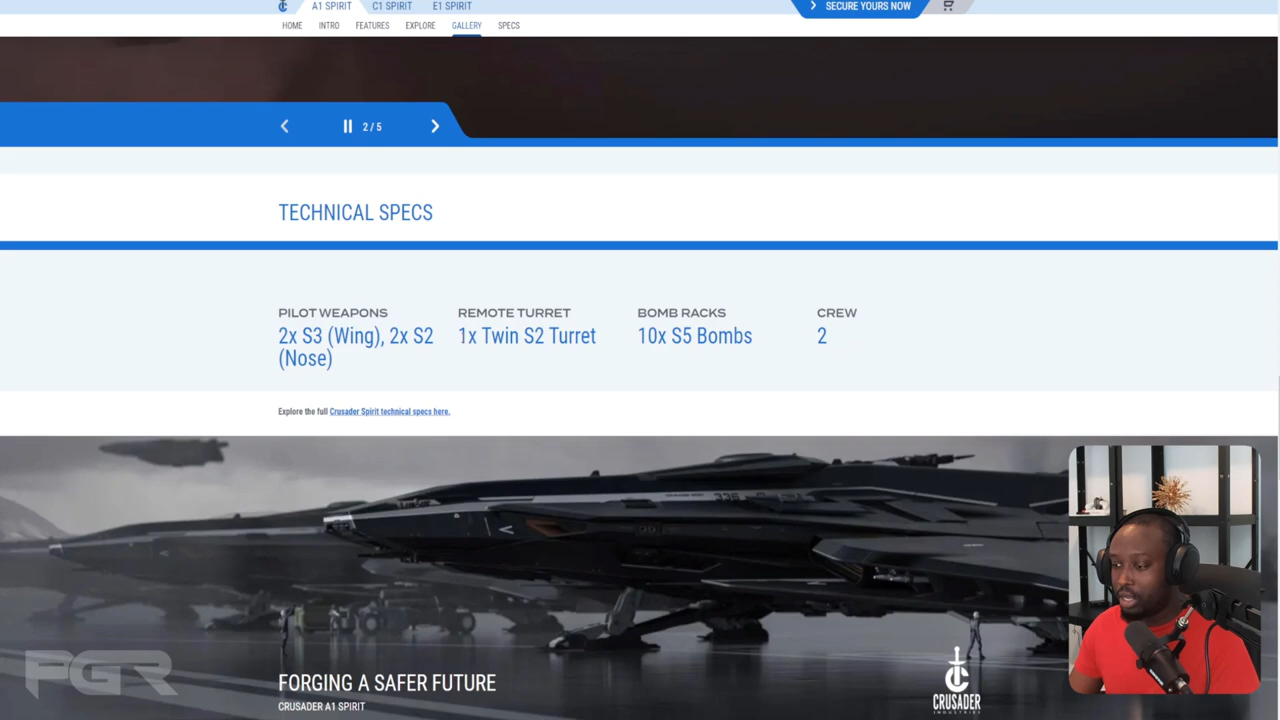 A1 SPIRIT C1 SPIRIT E1 SPIRIT
SECURE YOURS NOW
HOME INTRO FEATURES EXPLORE GALLERY SPECS
2 / 5
TECHNICAL SPECS
PILOT WEAPONS
2x S3 (Wing), 2x S2
(Nose)
REMOTE TURRET
1x Twin S2 Turret
BOMB RACKS
10x S5 Bombs
CREW
2
Explore the full Crusader Spirit technical specs here.
336
PGR
FORGING A SAFER FUTURE
CRUSADER A1 SPIRIT
CRUSADER
INDUSTRIES